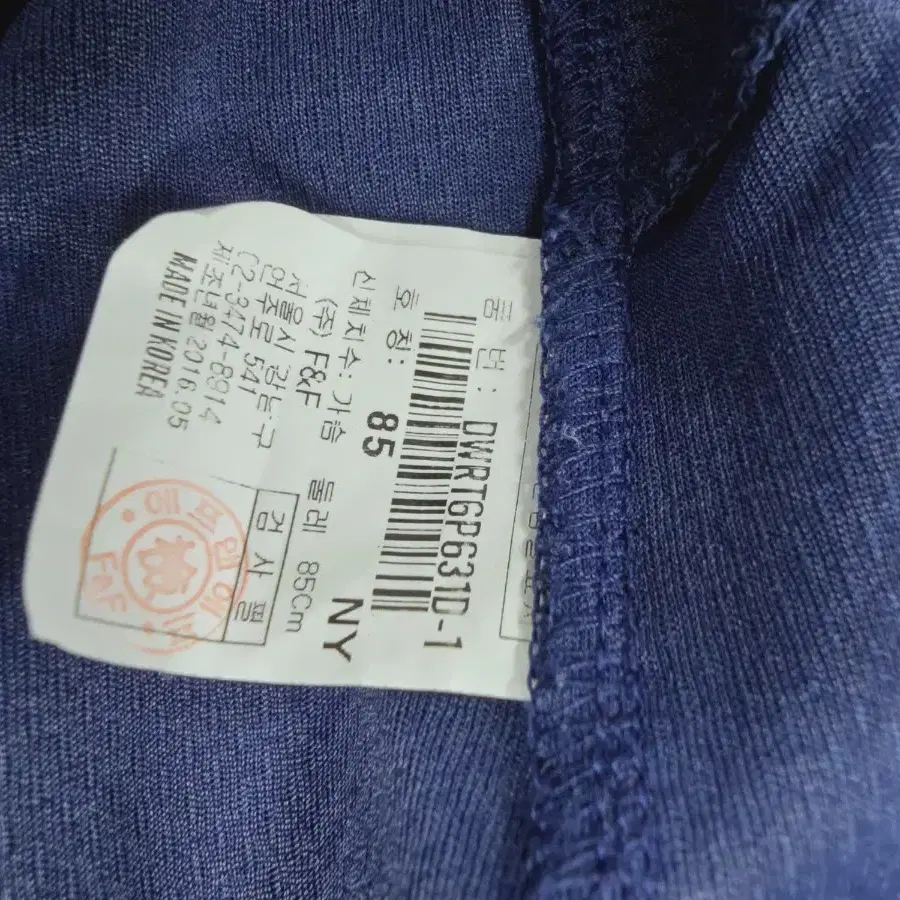 품 번: DWRT6P631D-1
호 칭: 85 NY
신체치수: 가슴 둘레 85Cm
(주) F&F
서울시 강남구
언주로 541
02-3474-8914
제조년월 2016.05
MADE IN KOREA
검 사 필
에프엔에프
F&F